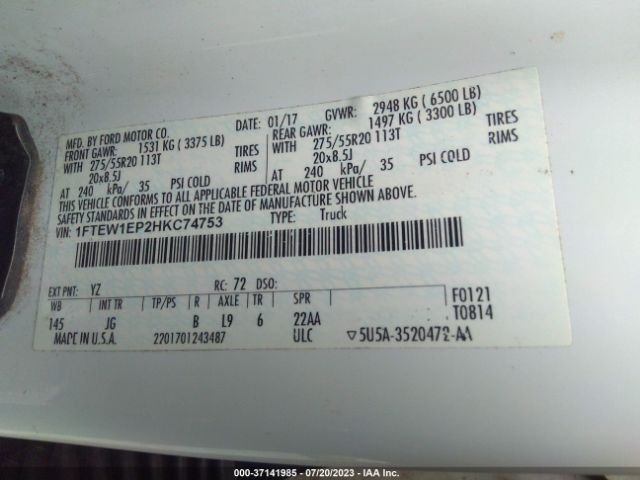 MFD. BY FORD MOTOR CO. DATE: 01/17 GVWR: 2948 KG (6500 LB)
FRONT GAWR: 1531 KG (3375 LB) REAR GAWR: 1497 KG (3300 LB)
WITH 275/55R20 113T TIRES WITH 275/55R20 113T TIRES
20x8.5J RIMS 20x8.5J RIMS
AT 240 kPa/ 35 PSI COLD AT 240 kPa/ 35 PSI COLD
THIS VEHICLE CONFORMS TO ALL APPLICABLE FEDERAL MOTOR VEHICLE
SAFETY STANDARDS IN EFFECT ON THE DATE OF MANUFACTURE SHOWN ABOVE.
VIN: 1FTEW1EP2HKC74753 TYPE: Truck
EXT PNT: YZ RC: 72 DSO:
WB INT TR TP/PS R AXLE TR SPR F0121
145 JG B L9 6 22AA T0814
MADE IN U.S.A. 2201701243487 ULC ▽5U5A-3520472-AA
000-37141985 - 07/20/2023 - IAA Inc.